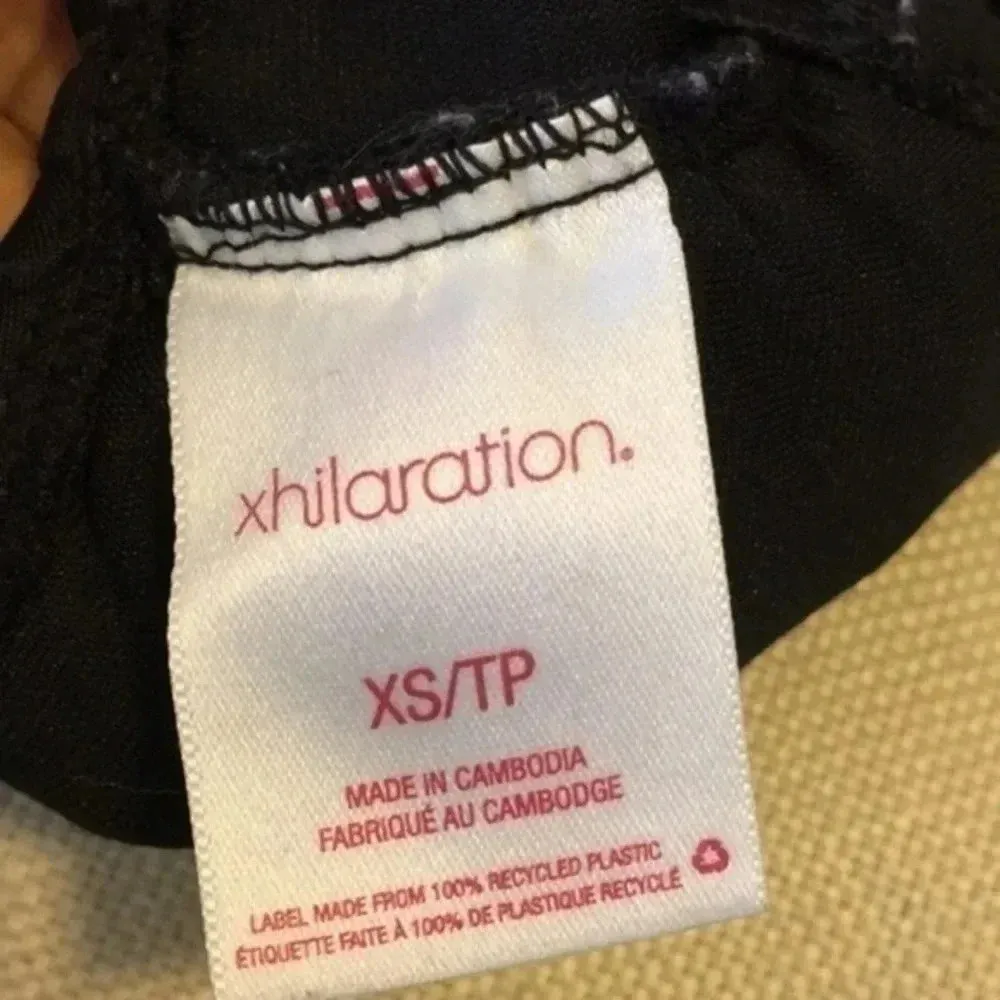 xhilaration.
XS/TP
MADE IN CAMBODIA
FABRIQUÉ AU CAMBODGE
LABEL MADE FROM 100% RECYCLED PLASTIC
ÉTIQUETTE FAITE À 100% DE PLASTIQUE RECYCLÉ